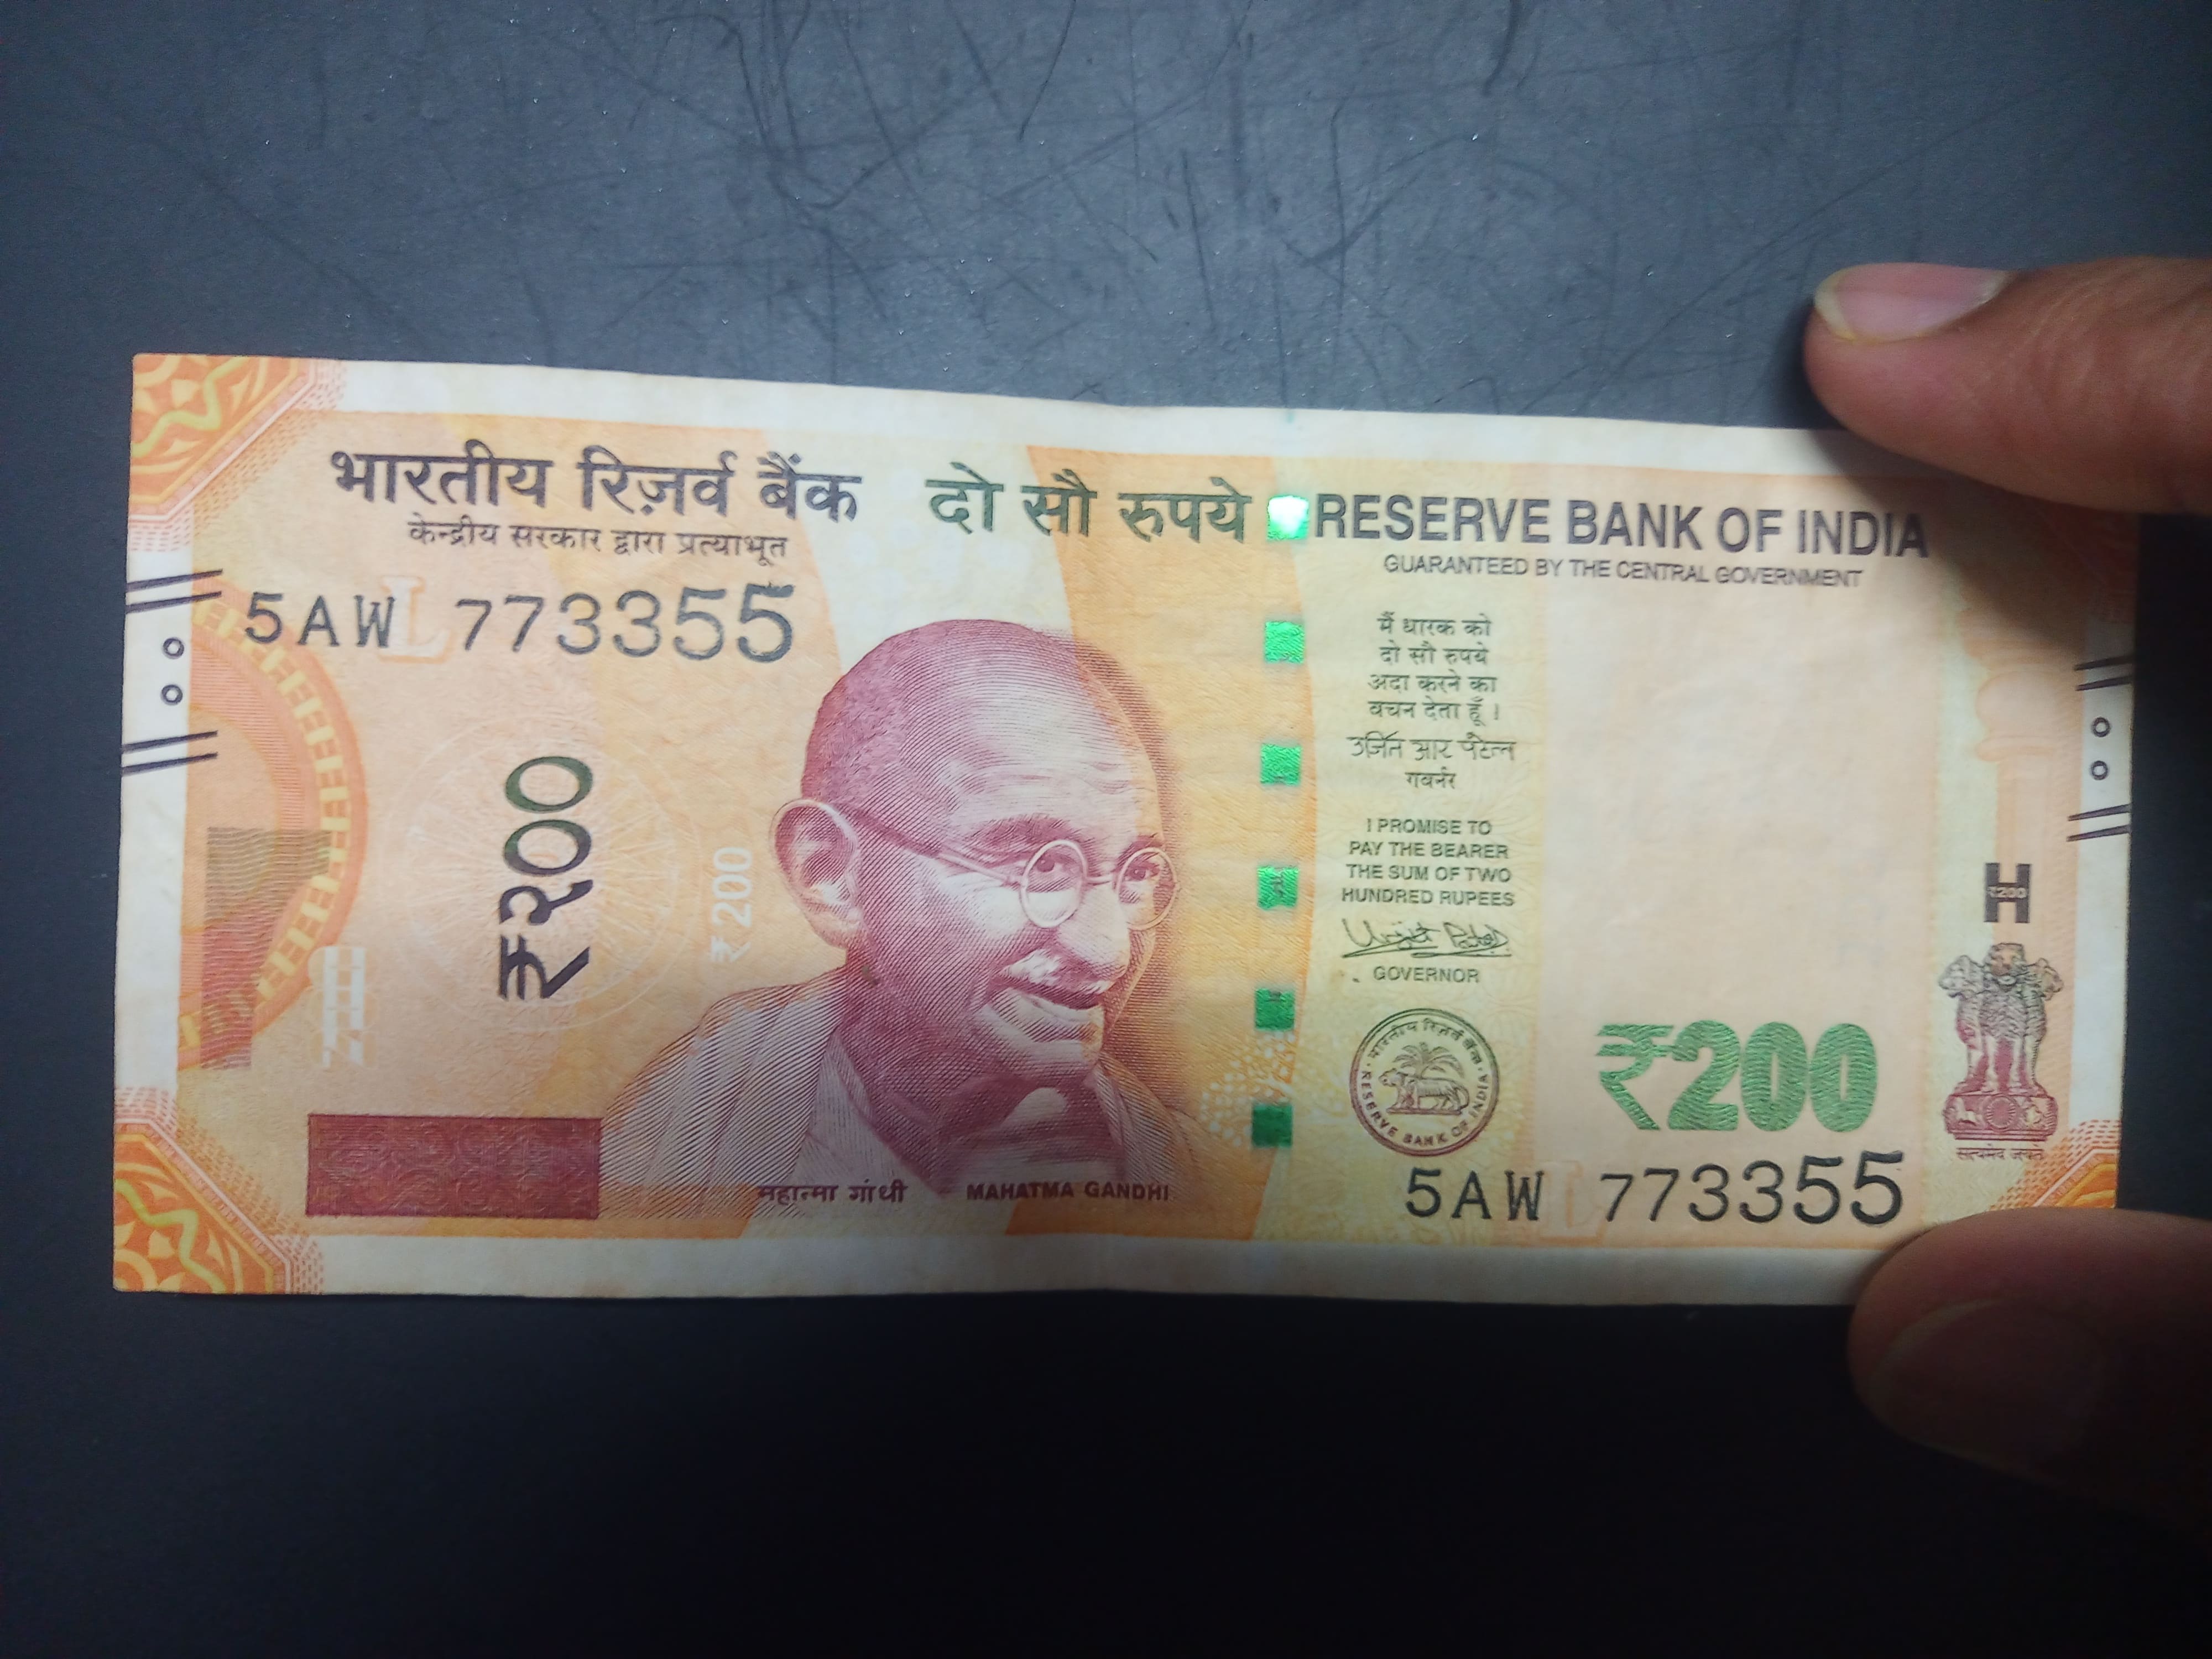 भारतीय रिज़र्व बैंक
केन्द्रीय सरकार द्वारा प्रत्याभूत
दो सौ रुपये
RESERVE BANK OF INDIA
GUARANTEED BY THE CENTRAL GOVERNMENT
5AW 773355
L
₹२००
₹200
महात्मा गांधी
MAHATMA GANDHI
मैं धारक को
दो सौ रुपये
अदा करने का
वचन देता हूँ ।
उर्जित आर पटेल
गवर्नर
I PROMISE TO
PAY THE BEARER
THE SUM OF TWO
HUNDRED RUPEES
Urjit Patel
GOVERNOR
भारतीय रिज़र्व बैंक
RESERVE BANK OF INDIA
₹200
5AW 773355
L
H
₹200
सत्यमेव जयते